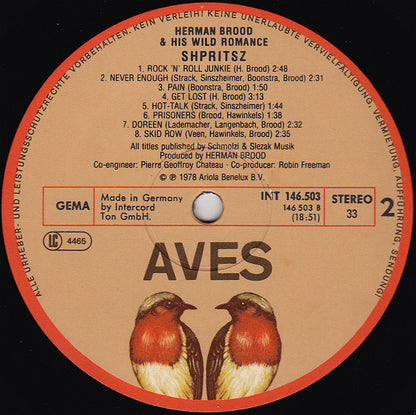 KEIN VERLEIH! KEINE UNERLAUBTE VERVIELFÄLTIGUNG, VERMIETUNG, AUFFÜHRUNG, SENDUNG!
ALLE URHEBER- UND LEISTUNGSSCHUTZRECHTE VORBEHALTEN.
HERMAN BROOD
& HIS WILD ROMANCE
SHPRITSZ
1. ROCK 'N' ROLL JUNKIE (H. Brood) 2:48
2. NEVER ENOUGH (Strack, Sinszheimer, Boonstra, Brood) 2:31
3. PAIN (Boonstra, Brood) 1:50
4. GET LOST (H. Brood) 3:13
5. HOT-TALK (Strack, Sinszheimer) 1:44
6. PRISONERS (Brood, Hawinkels) 1:11
7. DOREEN (Lademacher, Langenbach, Brood) 2:32
8. SKID ROW (Veen, Hawinkels, Brood) 2:32
All titles published by Schmolzi & Slezak Musik
Produced by HERMAN BROOD
Co-engineer: Pierre Geoffroy Chateau · Co-producer: Robin Freeman
© ℗ 1978 Ariola Benelux B.V.
GEMA
Made in Germany
by Intercord
Ton GmbH.
INT 146.503
146 503 B
(18:51)
STEREO
33
2
LC 4465
AVES